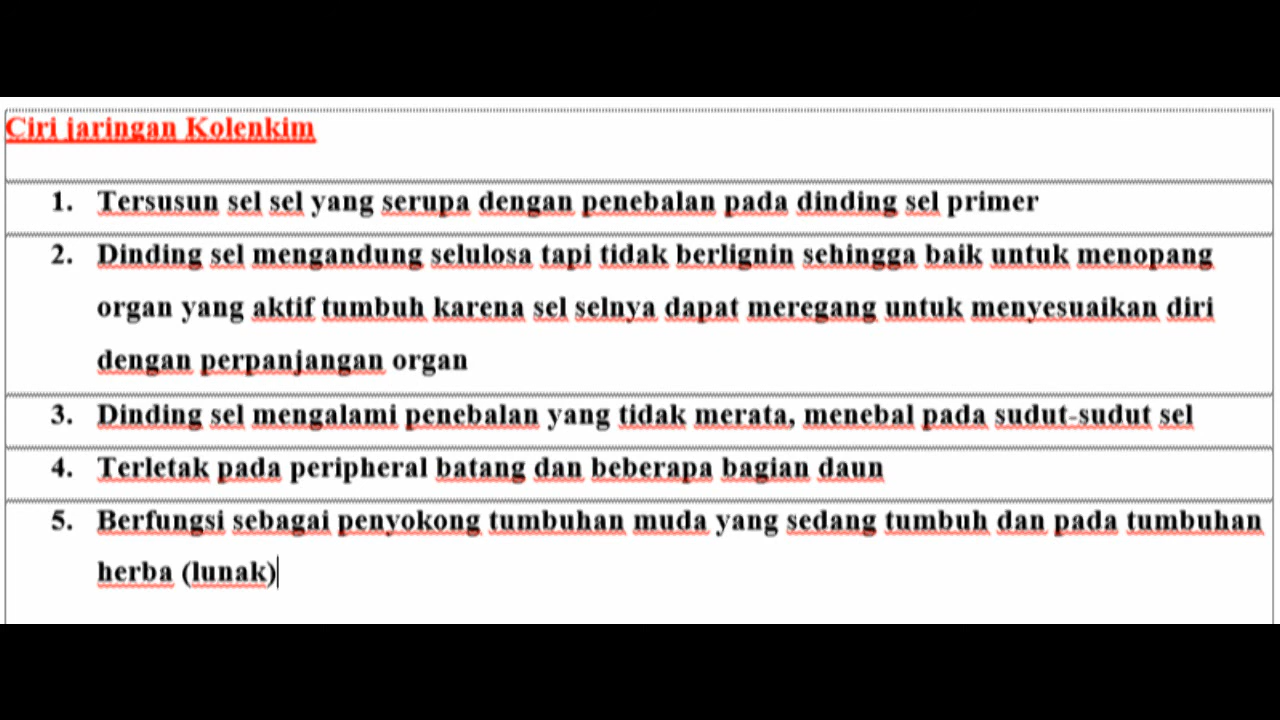 Ciri jaringan Kolenkim
1. Tersusun sel sel yang serupa dengan penebalan pada dinding sel primer
2. Dinding sel mengandung selulosa tapi tidak berlignin sehingga baik untuk menopang
organ yang aktif tumbuh karena sel selnya dapat meregang untuk menyesuaikan diri
dengan perpanjangan organ
3. Dinding sel mengalami penebalan yang tidak merata, menebal pada sudut-sudut sel
4. Terletak pada peripheral batang dan beberapa bagian daun
5. Berfungsi sebagai penyokong tumbuhan muda yang sedang tumbuh dan pada tumbuhan
herba (lunak)